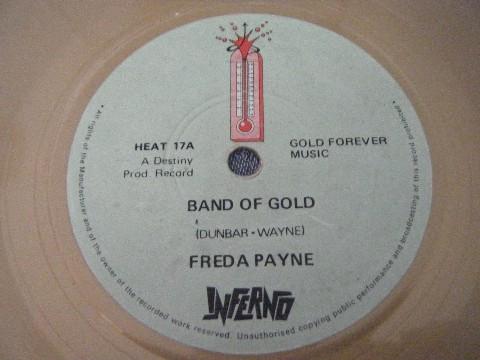 HEAT 17A
A Destiny
Prod. Record
GOLD FOREVER
MUSIC
BAND OF GOLD
(DUNBAR - WAYNE)
FREDA PAYNE
INFERNO
• All rights of the Manufacturer and of the owner of the recorded work reserved. Unauthorised copying public performance and broadcasting of this record prohibited •